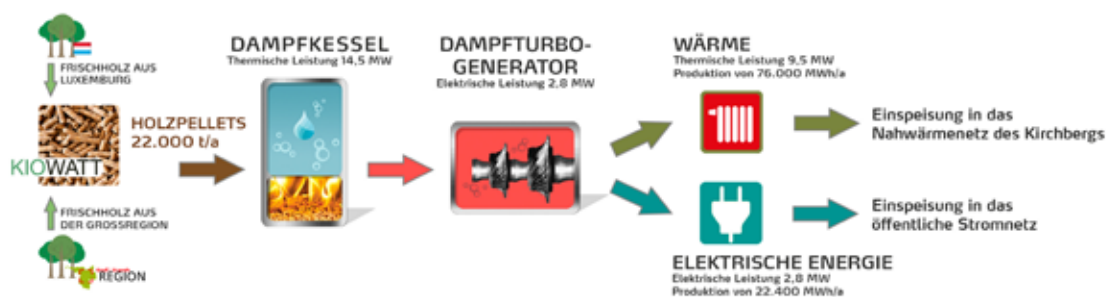 FRISCHHOLZ AUS
LUXEMBURG
HOLZPELLETS
22.000 t/a
KIOWATT
FRISCHHOLZ AUS
DER GROSSREGION
REGION
DAMPFKESSEL
Thermische Leistung 14,5 MW
DAMPFTURBO-
GENERATOR
Elektrische Leistung 2,8 MW
WÄRME
Thermische Leistung 9,5 MW
Produktion von 76.000 MWh/a
Einspeisung in das
Nahwärmenetz des Kirchbergs
Einspeisung in das
öffentliche Stromnetz
ELEKTRISCHE ENERGIE
Elektrische Leistung 2,8 MW
Produktion von 22.400 MWh/a